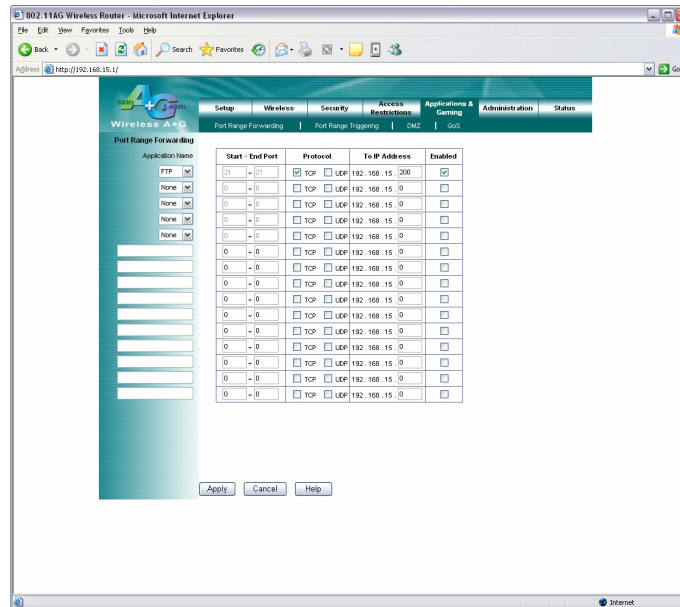 802.11AG Wireless Router - Microsoft Internet Explorer
File Edit View Favorites Tools Help
Back Search Favorites
Address http://192.168.15.1/ Go
5GHz A+G 2.4GHz
Wireless A+G
Setup Wireless Security Access Restrictions Applications & Gaming Administration Status
Port Range Forwarding | Port Range Triggering | DMZ | QoS
Port Range Forwarding
Application Name Start ~ End Port Protocol To IP Address Enabled
FTP 21 ~ 21 TCP UDP 192 . 168 . 15 . 200
None 0 ~ 0 TCP UDP 192 . 168 . 15 . 0
None 0 ~ 0 TCP UDP 192 . 168 . 15 . 0
None 0 ~ 0 TCP UDP 192 . 168 . 15 . 0
None 0 ~ 0 TCP UDP 192 . 168 . 15 . 0
0 ~ 0 TCP UDP 192 . 168 . 15 . 0
0 ~ 0 TCP UDP 192 . 168 . 15 . 0
0 ~ 0 TCP UDP 192 . 168 . 15 . 0
0 ~ 0 TCP UDP 192 . 168 . 15 . 0
0 ~ 0 TCP UDP 192 . 168 . 15 . 0
0 ~ 0 TCP UDP 192 . 168 . 15 . 0
0 ~ 0 TCP UDP 192 . 168 . 15 . 0
0 ~ 0 TCP UDP 192 . 168 . 15 . 0
0 ~ 0 TCP UDP 192 . 168 . 15 . 0
0 ~ 0 TCP UDP 192 . 168 . 15 . 0
Apply Cancel Help
Internet